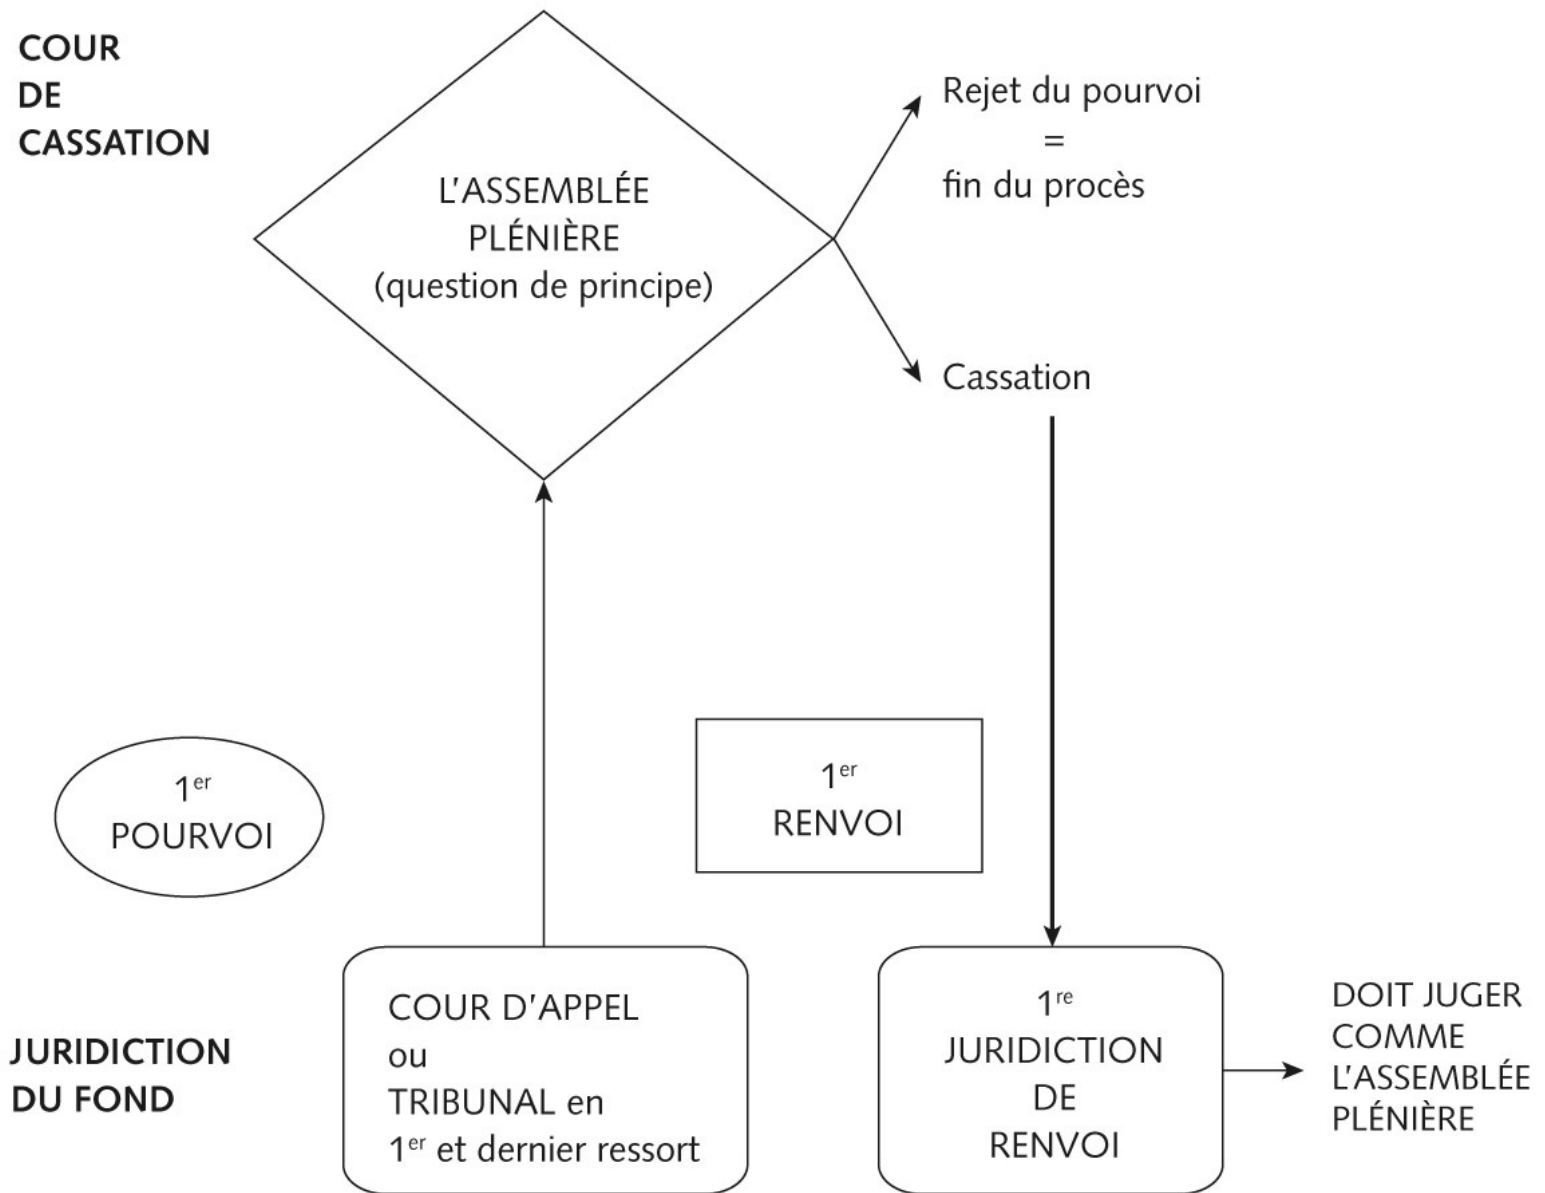 COUR
DE
CASSATION
L'ASSEMBLÉE
PLÉNIÈRE
(question de principe)
Rejet du pourvoi
=
fin du procès
Cassation
1er
POURVOI
1er
RENVOI
JURIDICTION
DU FOND
COUR D'APPEL
ou
TRIBUNAL en
1er et dernier ressort
1re
JURIDICTION
DE
RENVOI
DOIT JUGER
COMME
L'ASSEMBLÉE
PLÉNIÈRE